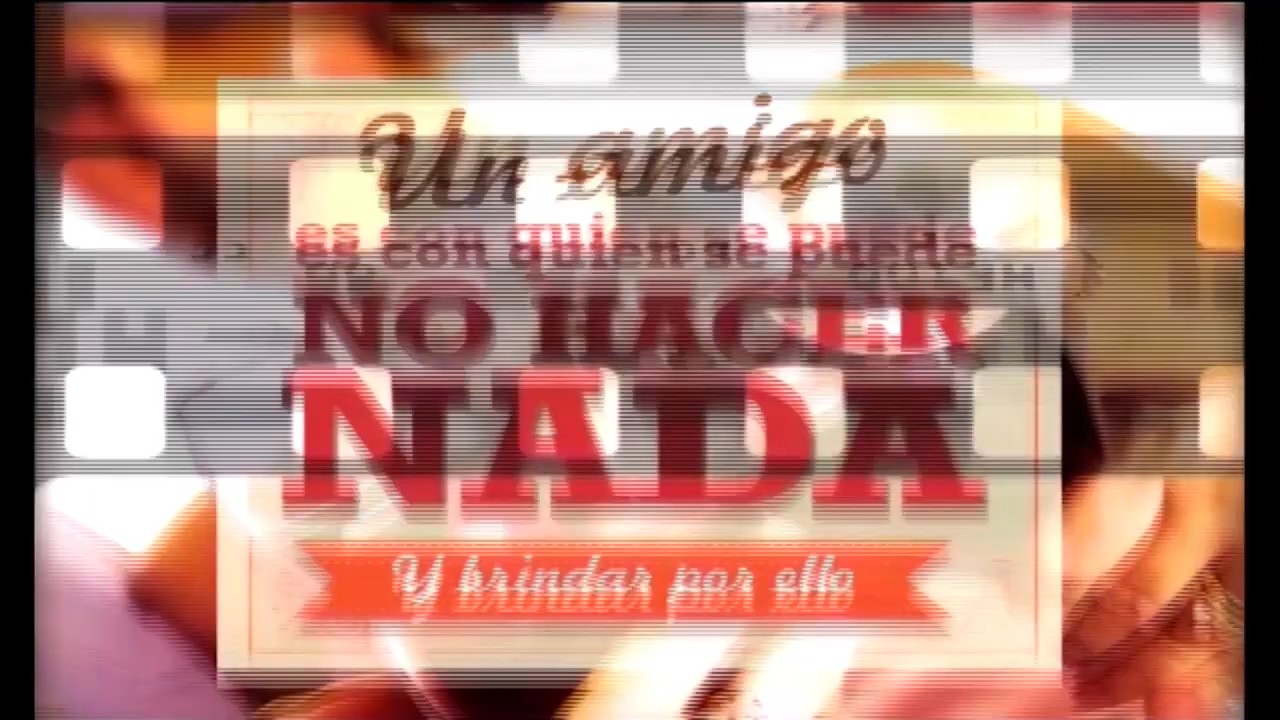 Un amigo
es con quien se puede
NO HACER
NADA
Y brindar por ello